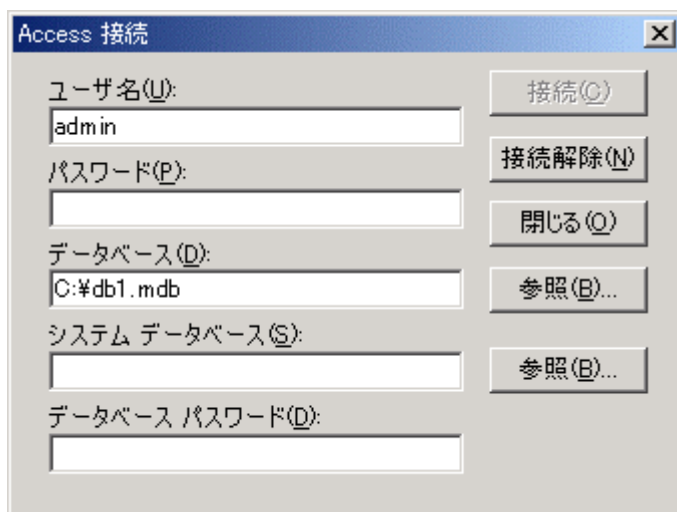 Access 接続
ユーザ名(U):
接続(C)
admin
接続解除(N)
パスワード(P):
閉じる(O)
データベース(D):
C:¥db1.mdb
参照(B)...
システム データベース(S):
参照(B)...
データベース パスワード(D):